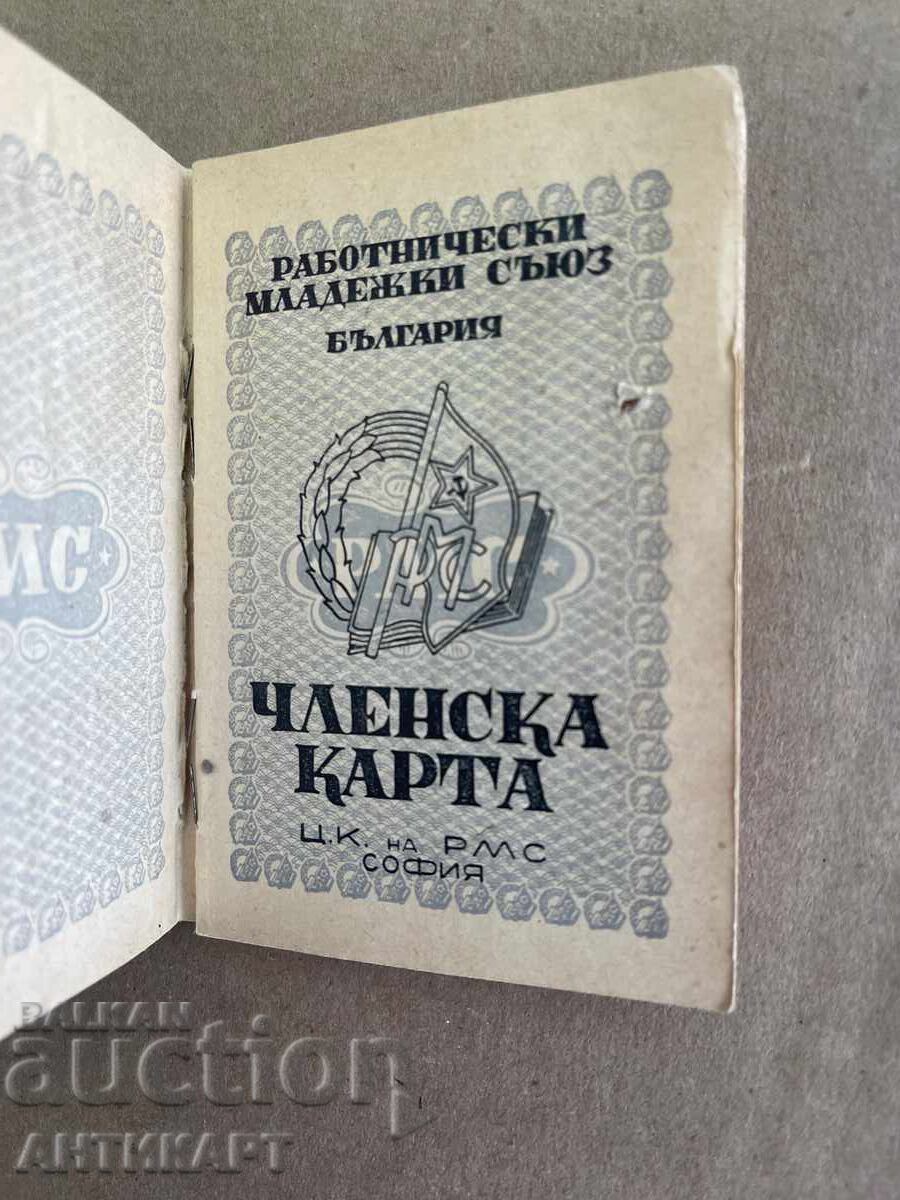 РАБОТНИЧЕСКИ
МЛАДЕЖКИ СЪЮЗ
БЪЛГАРИЯ
РМС
ЧЛЕНСКА
КАРТА
Ц.К. НА РМС
СОФИЯ
BALKAN
auction
АНТИКАРТ